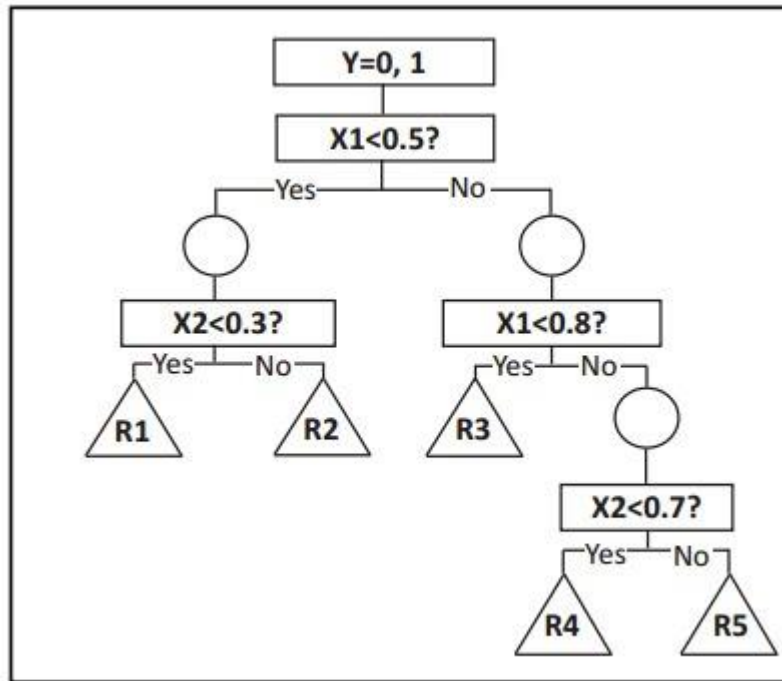 Y=0, 1
X1<0.5?
Yes No
X2<0.3? X1<0.8?
Yes No Yes No
R1 R2 R3
X2<0.7?
Yes No
R4 R5